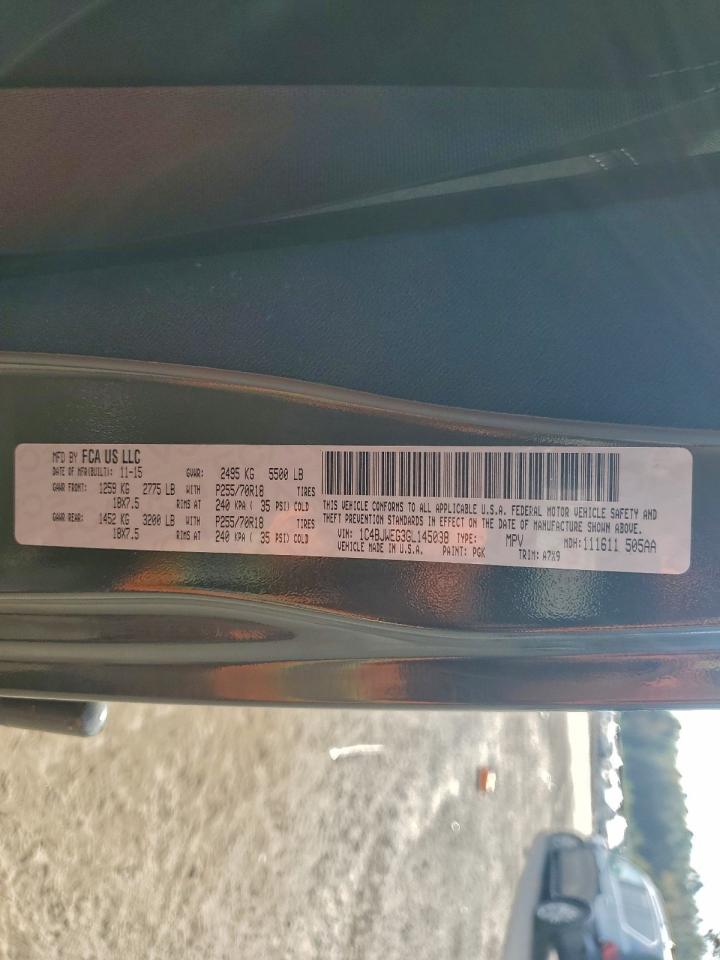 MFD BY FCA US LLC
DATE OF MFR(BUILT): 11-15 GVWR: 2495 KG 5500 LB
GAWR FRONT: 1259 KG 2775 LB WITH P255/70R18 TIRES
18X7.5 RIMS AT 240 KPA ( 35 PSI) COLD
GAWR REAR: 1452 KG 3200 LB WITH P255/70R18 TIRES
18X7.5 RIMS AT 240 KPA ( 35 PSI) COLD
THIS VEHICLE CONFORMS TO ALL APPLICABLE U.S.A. FEDERAL MOTOR VEHICLE SAFETY AND
THEFT PREVENTION STANDARDS IN EFFECT ON THE DATE OF MANUFACTURE SHOWN ABOVE.
VIN: 1C4BJWEG3GL145038 TYPE: MPV MDH: 111611 505AA
VEHICLE MADE IN U.S.A. PAINT: PGK TRIM: A7X9